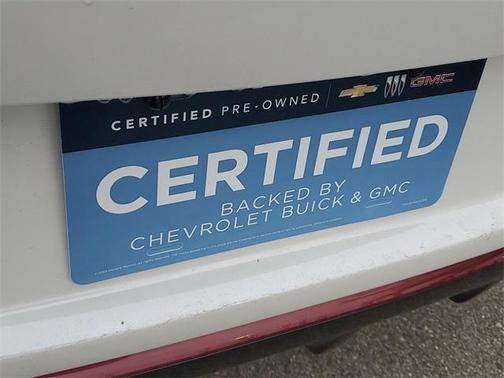 CERTIFIED PRE-OWNED
GMC
CERTIFIED
BACKED BY
CHEVROLET BUICK & GMC